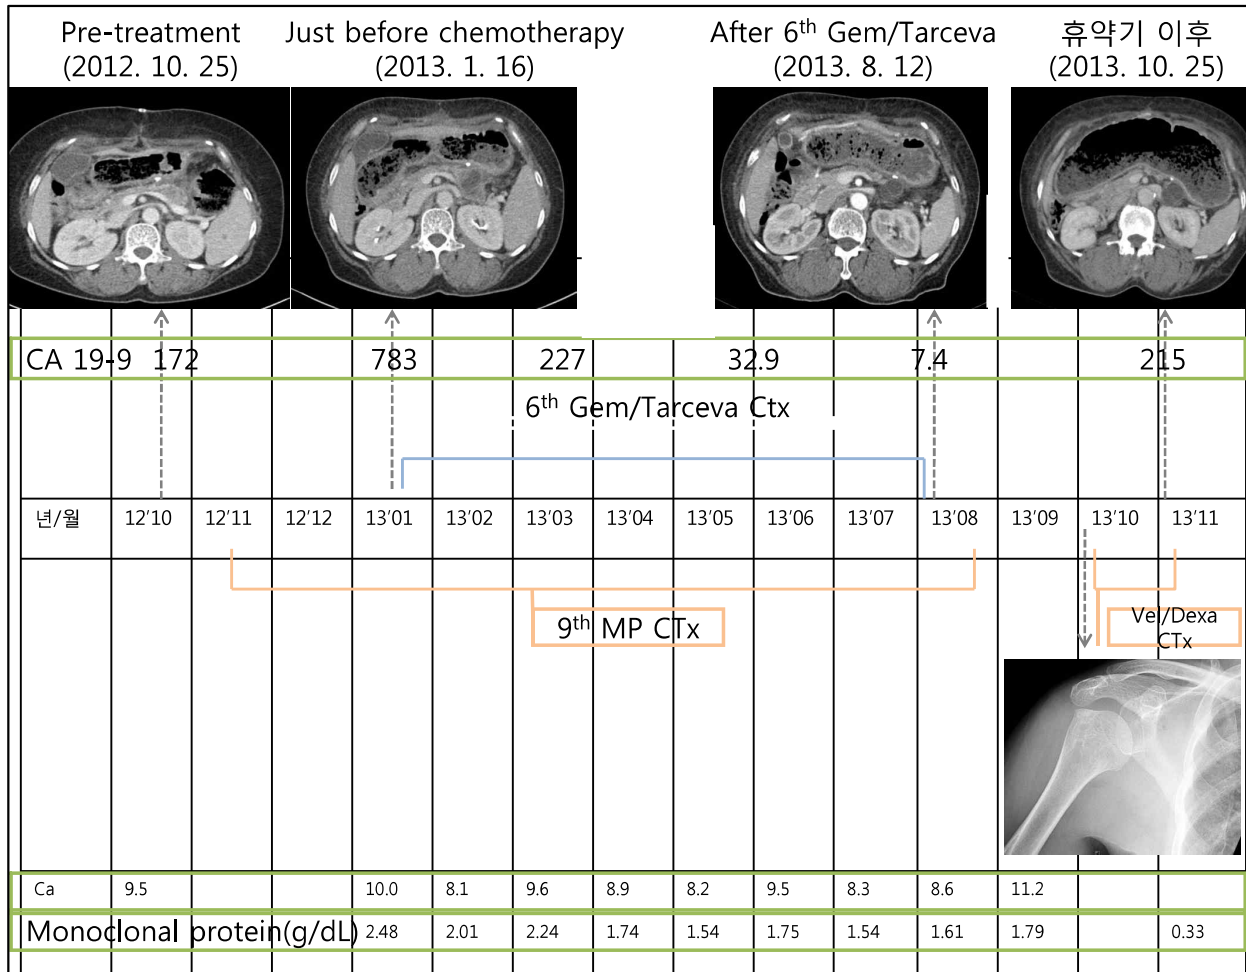 Pre-treatment
(2012. 10. 25)
Just before chemotherapy
(2013. 1. 16)
After 6th Gem/Tarceva
(2013. 8. 12)
휴약기 이후
(2013. 10. 25)
CA 19-9 172 783 227 32.9 7.4 215
6th Gem/Tarceva Ctx
년/월 12'10 12'11 12'12 13'01 13'02 13'03 13'04 13'05 13'06 13'07 13'08 13'09 13'10 13'11
9th MP CTx
Vel/Dexa
CTx
Ca 9.5 10.0 8.1 9.6 8.9 8.2 9.5 8.3 8.6 11.2
Monoclonal protein(g/dL) 2.48 2.01 2.24 1.74 1.54 1.75 1.54 1.61 1.79 0.33